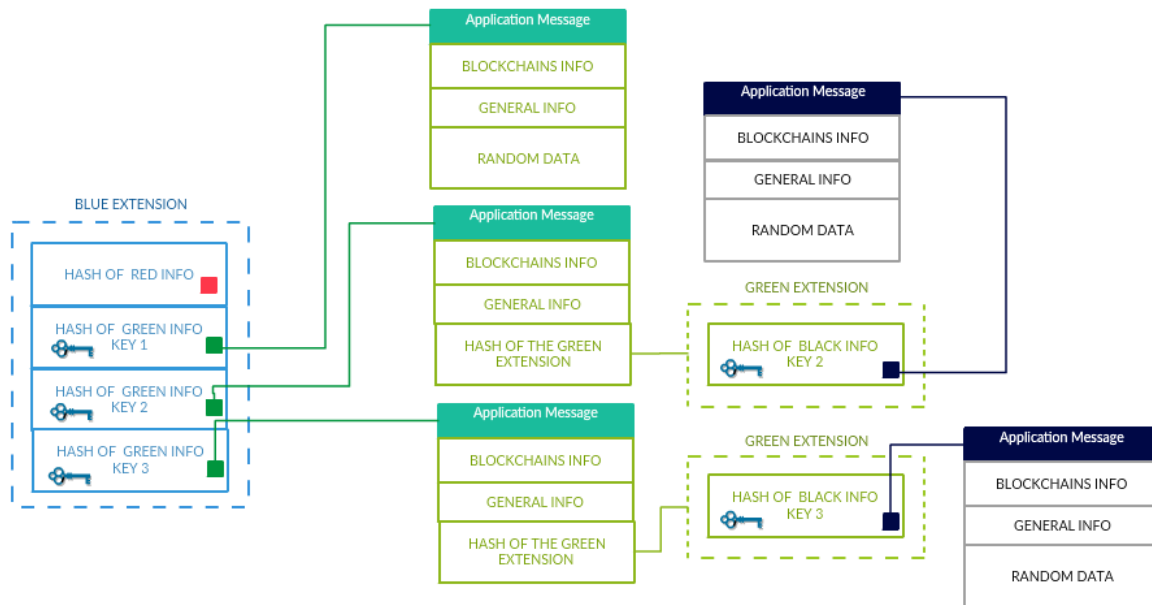 BLUE EXTENSION
HASH OF RED INFO
HASH OF GREEN INFO
KEY 1
HASH OF GREEN INFO
KEY 2
HASH OF GREEN INFO
KEY 3
Application Message
BLOCKCHAINS INFO
GENERAL INFO
RANDOM DATA
Application Message
BLOCKCHAINS INFO
GENERAL INFO
HASH OF THE GREEN
EXTENSION
Application Message
BLOCKCHAINS INFO
GENERAL INFO
HASH OF THE GREEN
EXTENSION
Application Message
BLOCKCHAINS INFO
GENERAL INFO
RANDOM DATA
GREEN EXTENSION
HASH OF BLACK INFO
KEY 2
GREEN EXTENSION
HASH OF BLACK INFO
KEY 3
Application Message
BLOCKCHAINS INFO
GENERAL INFO
RANDOM DATA